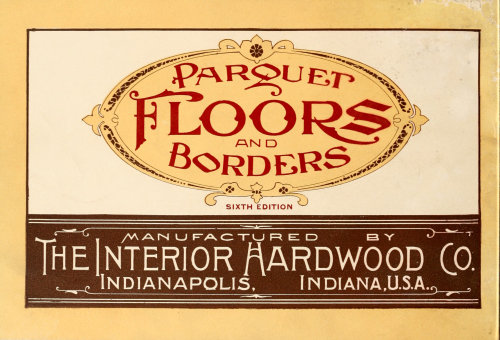 PARQUET
FLOORS
AND
BORDERS
SIXTH EDITION
MANUFACTURED BY
THE INTERIOR HARDWOOD CO.
INDIANAPOLIS, INDIANA, U.S.A.